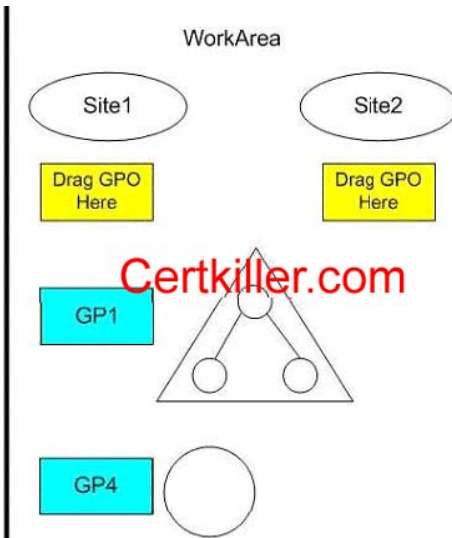 WorkArea
Site1
Site2
Drag GPO
Here
Drag GPO
Here
Certkiller.com
GP1
GP4